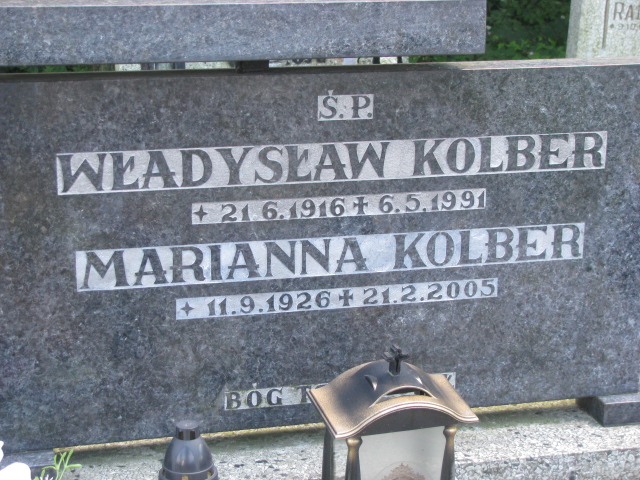 Ś.P.
WŁADYSŁAW KOLBER
✦ 21.6.1916 ✝ 6.5.1991
MARIANNA KOLBER
✦ 11.9.1926 ✝ 21.2.2005
BÓG